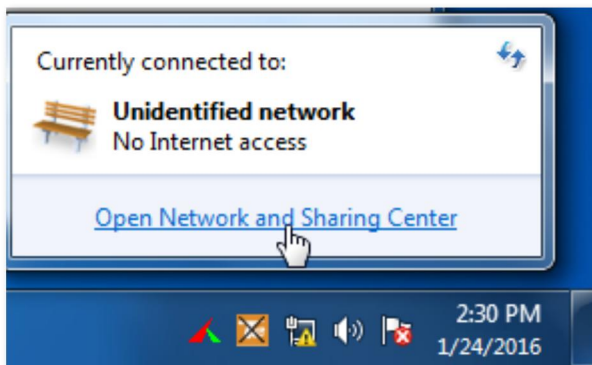 Currently connected to:
Unidentified network
No Internet access
Open Network and Sharing Center
2:30 PM
1/24/2016